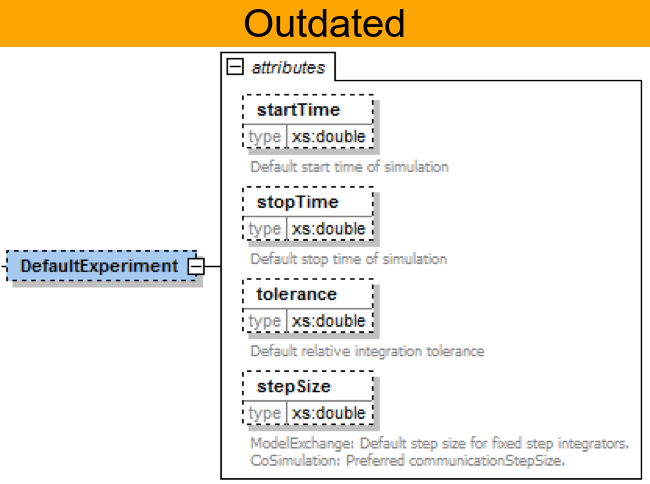 Outdated
attributes
startTime
type xs:double
Default start time of simulation
stopTime
type xs:double
Default stop time of simulation
DefaultExperiment
tolerance
type xs:double
Default relative integration tolerance
stepSize
type xs:double
ModelExchange: Default step size for fixed step integrators.
CoSimulation: Preferred communicationStepSize.